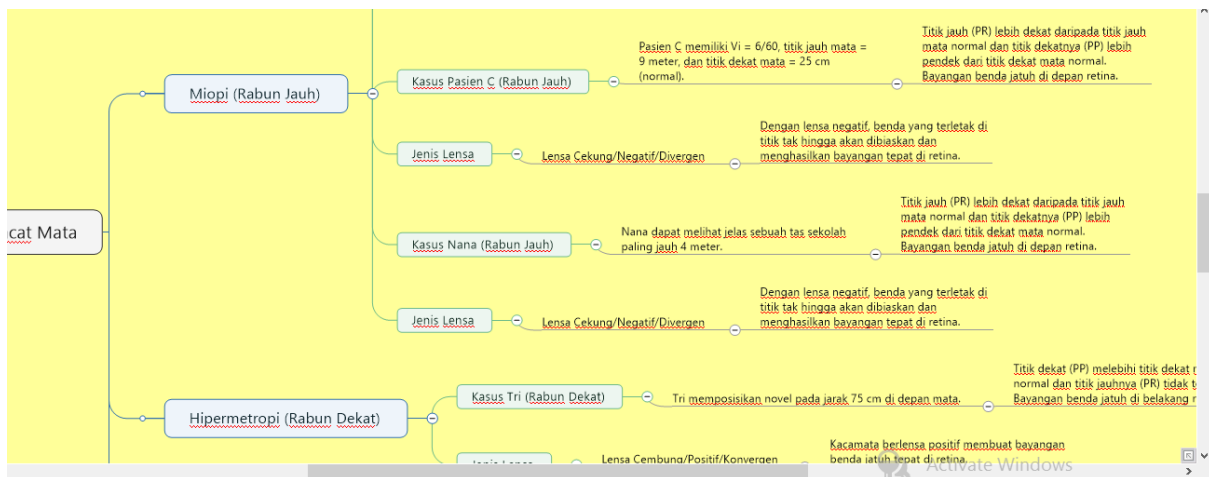 Miopi (Rabun Jauh)
Kasus Pasien C (Rabun Jauh)
Pasien C memiliki Vi = 6/60, titik jauh mata =
9 meter, dan titik dekat mata = 25 cm
(normal).
Titik jauh (PR) lebih dekat daripada titik jauh
mata normal dan titik dekatnya (PP) lebih
pendek dari titik dekat mata normal.
Bayangan benda jatuh di depan retina.
Jenis Lensa
Lensa Cekung/Negatif/Divergen
Dengan lensa negatif, benda yang terletak di
titik tak hingga akan dibiaskan dan
menghasilkan bayangan tepat di retina.
cat Mata
Kasus Nana (Rabun Jauh)
Nana dapat melihat jelas sebuah tas sekolah
paling jauh 4 meter.
Titik jauh (PR) lebih dekat daripada titik jauh
mata normal dan titik dekatnya (PP) lebih
pendek dari titik dekat mata normal.
Bayangan benda jatuh di depan retina.
Jenis Lensa
Lensa Cekung/Negatif/Divergen
Dengan lensa negatif, benda yang terletak di
titik tak hingga akan dibiaskan dan
menghasilkan bayangan tepat di retina.
Hipermetropi (Rabun Dekat)
Kasus Tri (Rabun Dekat)
Tri memposisikan novel pada jarak 75 cm di depan mata.
Titik dekat (PP) melebihi titik dekat
normal dan titik jauhnya (PR) tidak
Bayangan benda jatuh di belakang
Jenis Lensa
Lensa Cembung/Positif/Konvergen
Kacamata berlensa positif membuat bayangan
benda jatuh tepat di retina.
Activate Windows